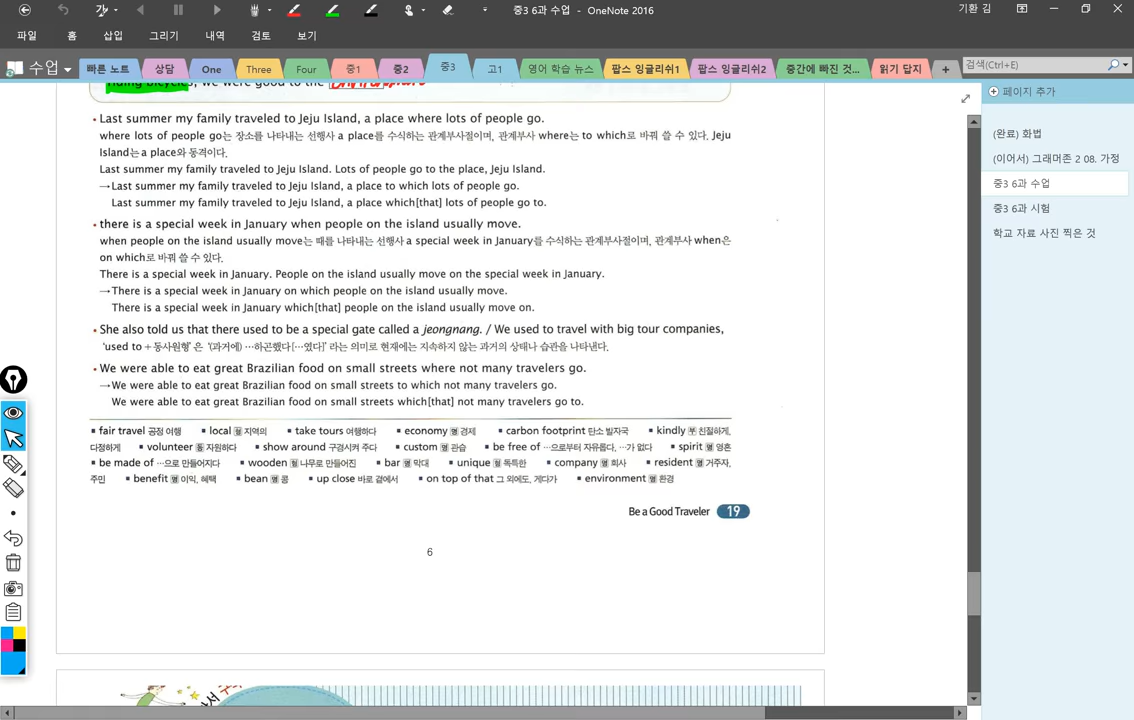 중3 6과 수업 - OneNote 2016
기환 김
파일 홈 삽입 그리기 내역 검토 보기
수업 빠른 노트 상담 One Three Four 중1 중2 중3 고1 영어 학습 뉴스 팝스 잉글리쉬1 팝스 잉글리쉬2 중간에 빠진 것... 읽기 답지 +
검색(Ctrl+E)
페이지 추가
(완료) 화법
(이어서) 그래머존 2 08. 가정
중3 6과 수업
중3 6과 시험
학교 자료 사진 찍은 것
riding bicycles, we were good to the
• Last summer my family traveled to Jeju Island, a place where lots of people go.
where lots of people go는 장소를 나타내는 선행사 a place를 수식하는 관계부사절이며, 관계부사 where는 to which로 바꿔 쓸 수 있다. Jeju
Island는 a place와 동격이다.
Last summer my family traveled to Jeju Island. Lots of people go to the place, Jeju Island.
→Last summer my family traveled to Jeju Island, a place to which lots of people go.
Last summer my family traveled to Jeju Island, a place which[that] lots of people go to.
• there is a special week in January when people on the island usually move.
when people on the island usually move는 때를 나타내는 선행사 a special week in January를 수식하는 관계부사절이며, 관계부사 when은
on which로 바꿔 쓸 수 있다.
There is a special week in January. People on the island usually move on the special week in January.
→There is a special week in January on which people on the island usually move.
There is a special week in January which[that] people on the island usually move on.
• She also told us that there used to be a special gate called a jeongnang. / We used to travel with big tour companies,
‘used to + 동사원형’은 ‘(과거에) …하곤했다[…였다]’ 라는 의미로 현재에는 지속하지 않는 과거의 상태나 습관을 나타낸다.
• We were able to eat great Brazilian food on small streets where not many travelers go.
→We were able to eat great Brazilian food on small streets to which not many travelers go.
We were able to eat great Brazilian food on small streets which[that] not many travelers go to.
▪ fair travel 공정 여행 ▪ local 형 지역의 ▪ take tours 여행하다 ▪ economy 명 경제 ▪ carbon footprint 탄소 발자국 ▪ kindly 부 친절하게,
다정하게 ▪ volunteer 동 자원하다 ▪ show around 구경시켜 주다 ▪ custom 명 관습 ▪ be free of …으로부터 자유롭다, …가 없다 ▪ spirit 명 영혼
▪ be made of …으로 만들어지다 ▪ wooden 형 나무로 만들어진 ▪ bar 명 막대 ▪ unique 형 독특한 ▪ company 명 회사 ▪ resident 명 거주자,
주민 ▪ benefit 명 이익, 혜택 ▪ bean 명 콩 ▪ up close 바로 곁에서 ▪ on top of that 그 외에도, 게다가 ▪ environment 명 환경
Be a Good Traveler 19
6